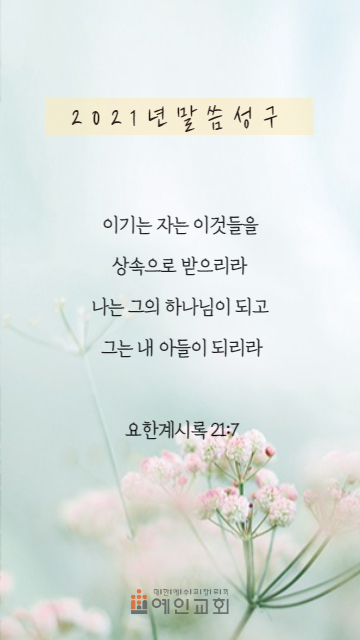 2021년말씀성구
이기는 자는 이것들을
상속으로 받으리라
나는 그의 하나님이 되고
그는 내 아들이 되리라
요한계시록 21:7
예인교회